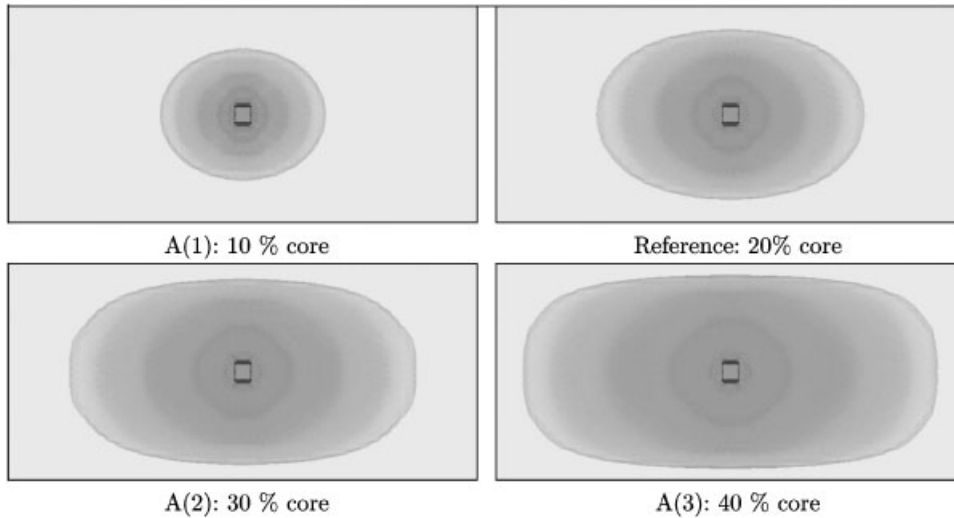 A(1): 10 % core
Reference: 20% core
A(2): 30 % core
A(3): 40 % core